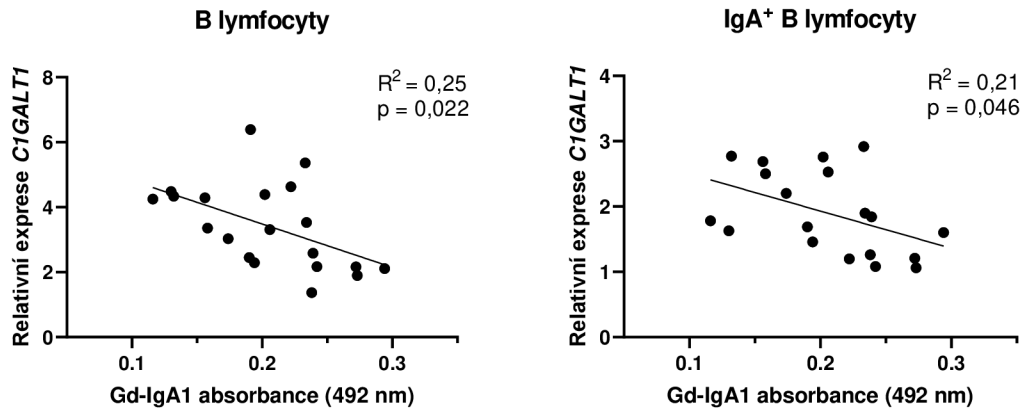 B lymfocyty
R² = 0,25
p = 0,022
Relativní exprese C1GALT1
8
6
4
2
0
0.1
0.2
0.3
Gd-IgA1 absorbance (492 nm)
IgA⁺ B lymfocyty
R² = 0,21
p = 0,046
Relativní exprese C1GALT1
4
3
2
1
0
0.1
0.2
0.3
Gd-IgA1 absorbance (492 nm)